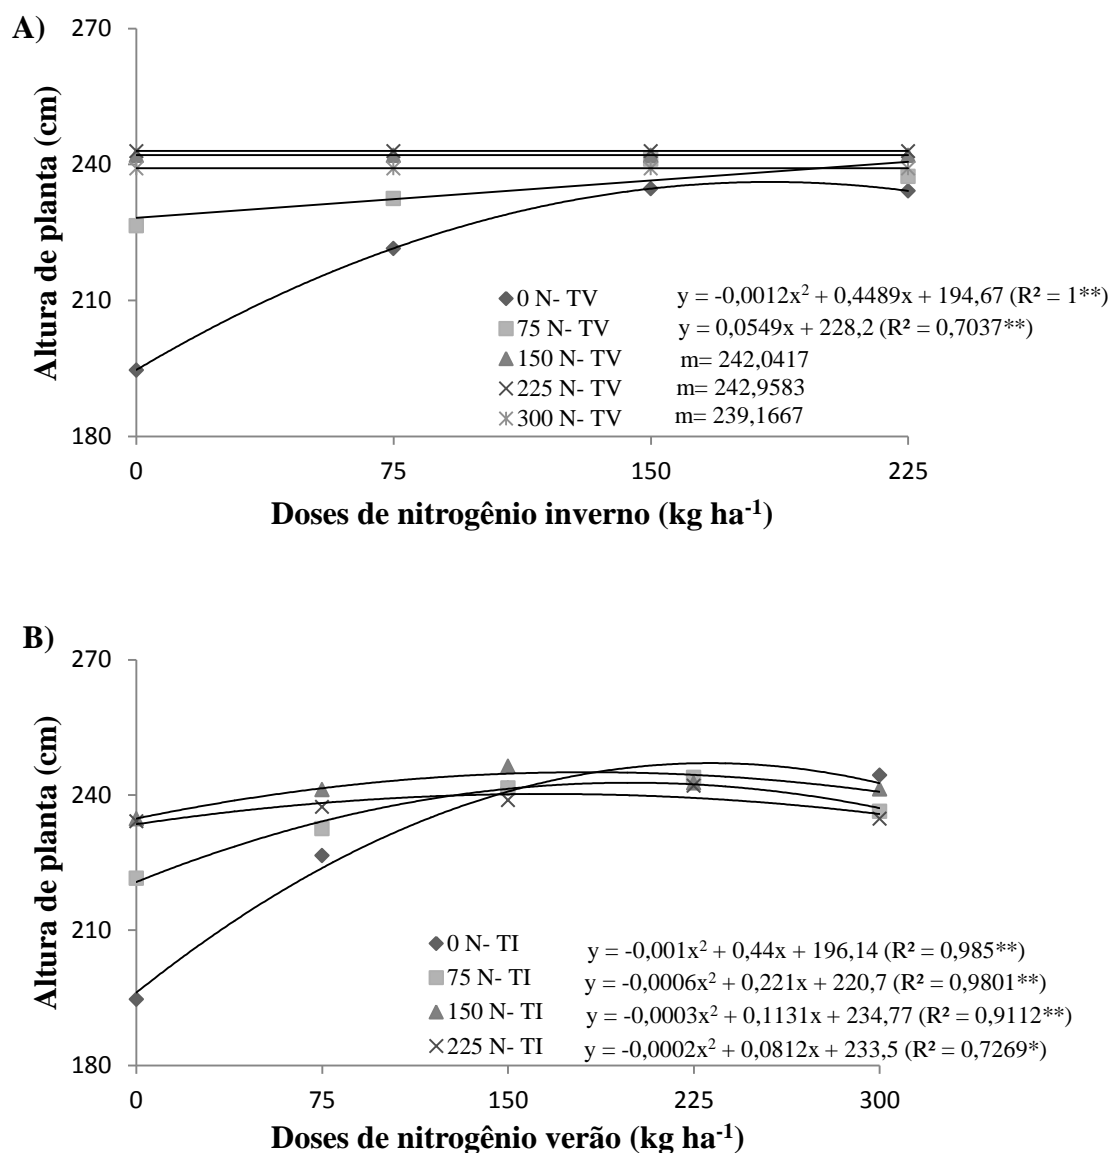 A)
270
240
210
180
Altura de planta (cm)
0 N- TV y = -0,0012x² + 0,4489x + 194,67 (R² = 1**)
75 N- TV y = 0,0549x + 228,2 (R² = 0,7037**)
150 N- TV m= 242,0417
225 N- TV m= 242,9583
300 N- TV m= 239,1667
0 75 150 225
Doses de nitrogênio inverno (kg ha⁻¹)
B)
270
240
210
180
Altura de planta (cm)
0 N- TI y = -0,001x² + 0,44x + 196,14 (R² = 0,985**)
75 N- TI y = -0,0006x² + 0,221x + 220,7 (R² = 0,9801**)
150 N- TI y = -0,0003x² + 0,1131x + 234,77 (R² = 0,9112**)
225 N- TI y = -0,0002x² + 0,0812x + 233,5 (R² = 0,7269*)
0 75 150 225 300
Doses de nitrogênio verão (kg ha⁻¹)